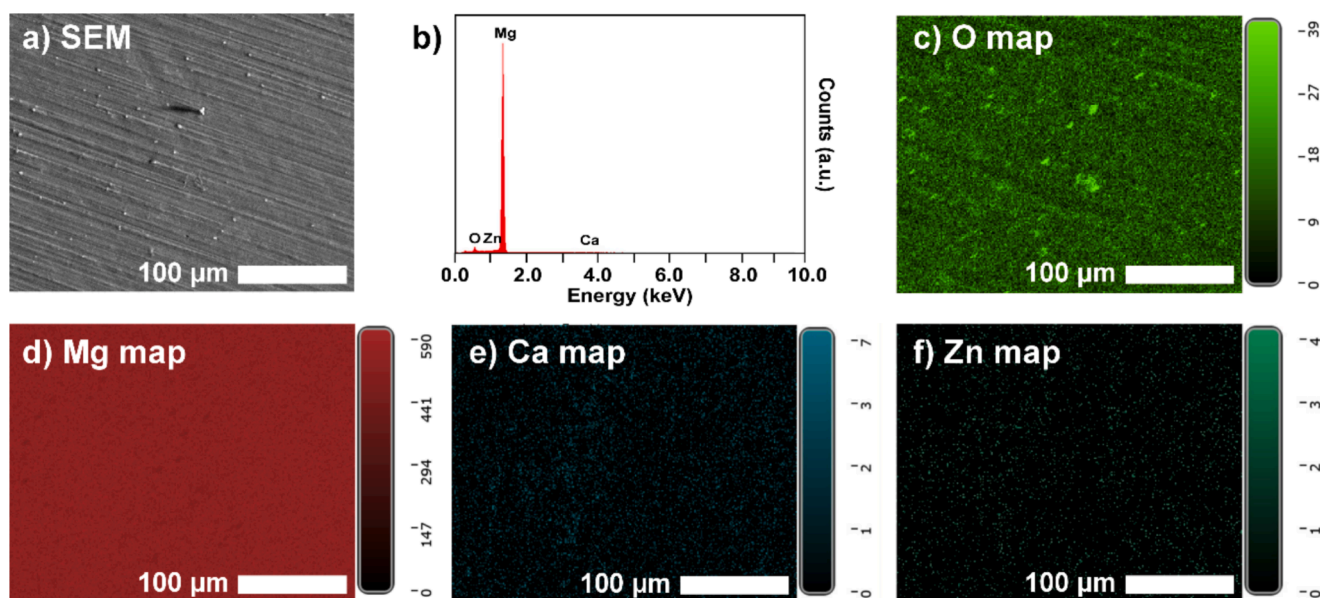 a) SEM
100 µm
b)
Mg
O Zn
Ca
0.0 2.0 4.0 6.0 8.0 10.0
Energy (keV)
Counts (a.u.)
c) O map
100 µm
39
27
18
9
0
d) Mg map
100 µm
590
441
294
147
0
e) Ca map
100 µm
7
3
2
1
0
f) Zn map
100 µm
4
3
2
1
0